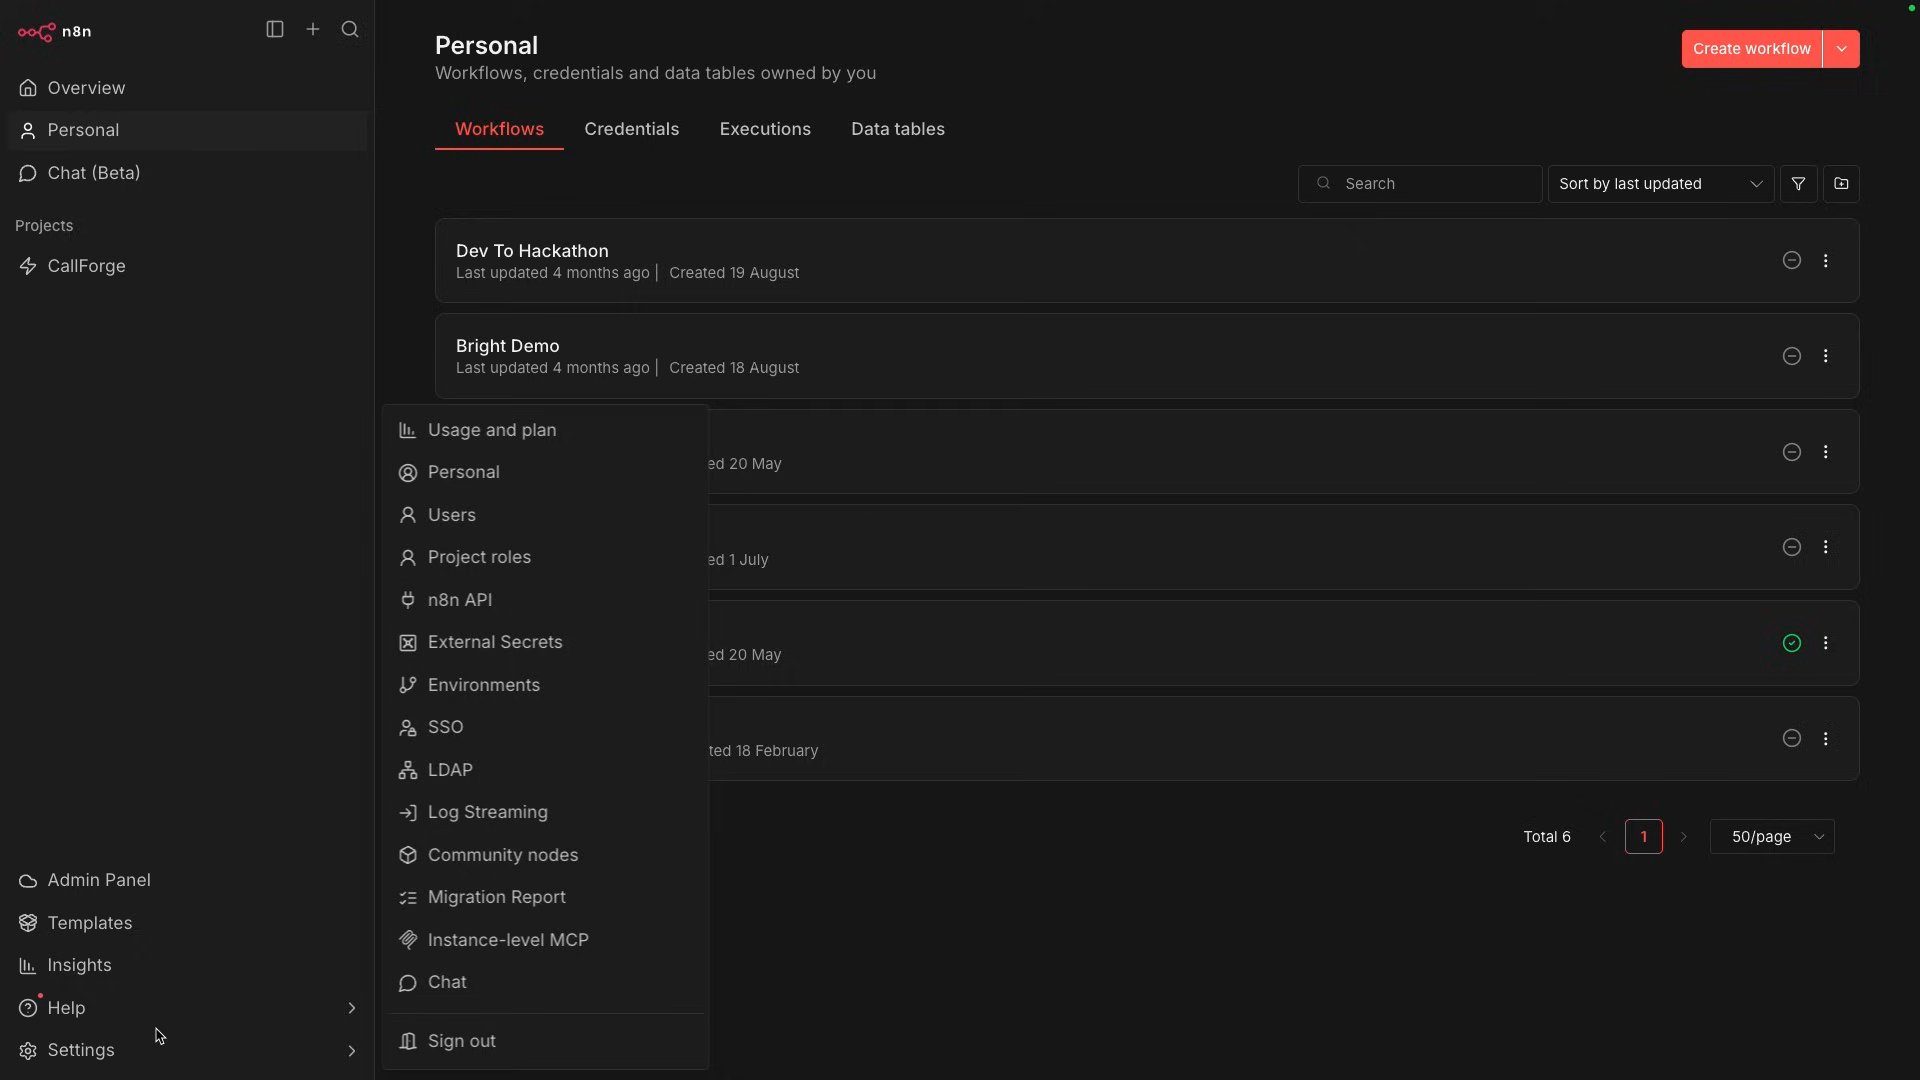 n8n
Overview
Personal
Chat (Beta)
Projects
CallForge
Admin Panel
Templates
Insights
Help
Settings
Personal
Workflows, credentials and data tables owned by you
Create workflow
Workflows
Credentials
Executions
Data tables
Search
Sort by last updated
Dev To Hackathon
Last updated 4 months ago | Created 19 August
Bright Demo
Last updated 4 months ago | Created 18 August
ed 20 May
ed 1 July
ed 20 May
ted 18 February
Total 6
1
50/page
Usage and plan
Personal
Users
Project roles
n8n API
External Secrets
Environments
SSO
LDAP
Log Streaming
Community nodes
Migration Report
Instance-level MCP
Chat
Sign out